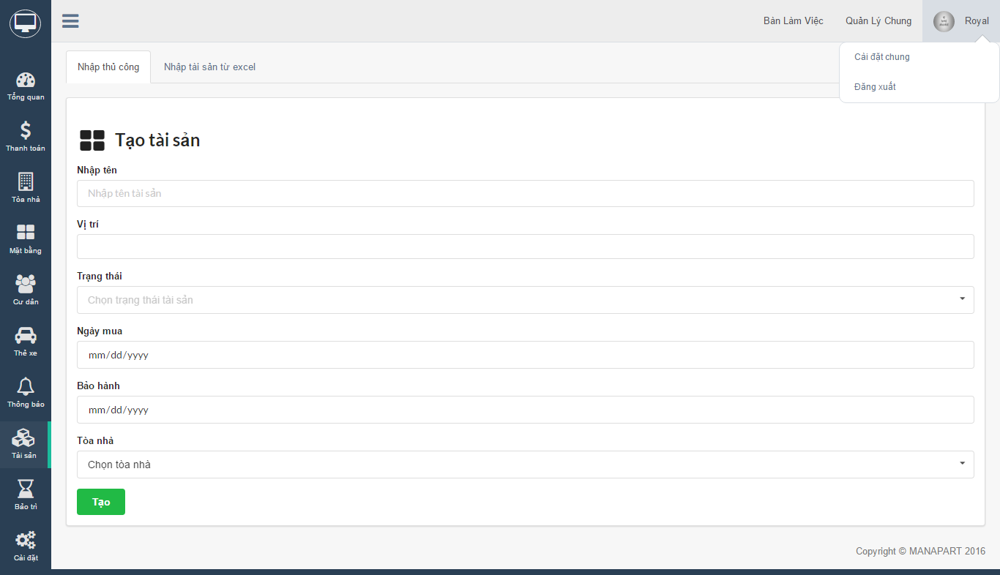 Bàn Làm Việc
Quản Lý Chung
Royal
Cài đặt chung
Đăng xuất
Tổng quan
Thanh toán
Tòa nhà
Mặt bằng
Cư dân
Thẻ xe
Thông báo
Tài sản
Bảo trì
Cài đặt
Nhập thủ công
Nhập tài sản từ excel
Tạo tài sản
Nhập tên
Nhập tên tài sản
Vị trí
Trạng thái
Chọn trạng thái tài sản
Ngày mua
mm/dd/yyyy
Bảo hành
mm/dd/yyyy
Tòa nhà
Chọn tòa nhà
Tạo
Copyright © MANAPART 2016